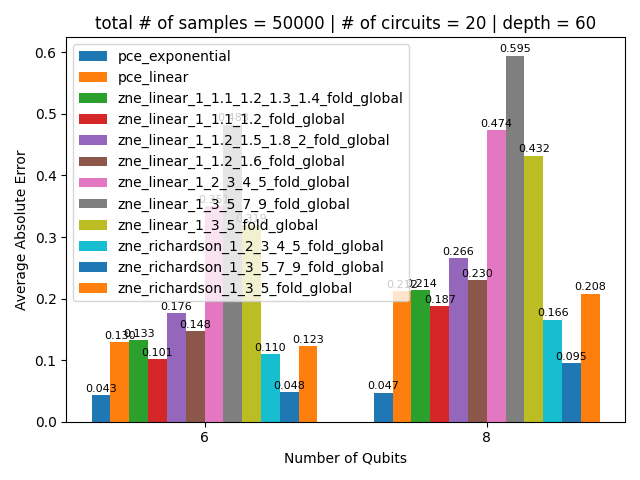 total # of samples = 50000 | # of circuits = 20 | depth = 60
0.6
0.5
0.4
0.3
0.2
0.1
0.0
Average Absolute Error
pce_exponential
pce_linear
zne_linear_1_1.1_1.2_1.3_1.4_fold_global
zne_linear_1_1.1_1.2_fold_global
zne_linear_1_1.2_1.5_1.8_2_fold_global
zne_linear_1_1.2_1.6_fold_global
zne_linear_1_2_3_4_5_fold_global
zne_linear_1_3_5_7_9_fold_global
zne_linear_1_3_5_fold_global
zne_richardson_1_2_3_4_5_fold_global
zne_richardson_1_3_5_7_9_fold_global
zne_richardson_1_3_5_fold_global
0.043
0.130
0.133
0.101
0.176
0.148
0.110
0.048
0.123
0.047
0.212
0.214
0.187
0.266
0.230
0.474
0.595
0.432
0.166
0.095
0.208
6
8
Number of Qubits